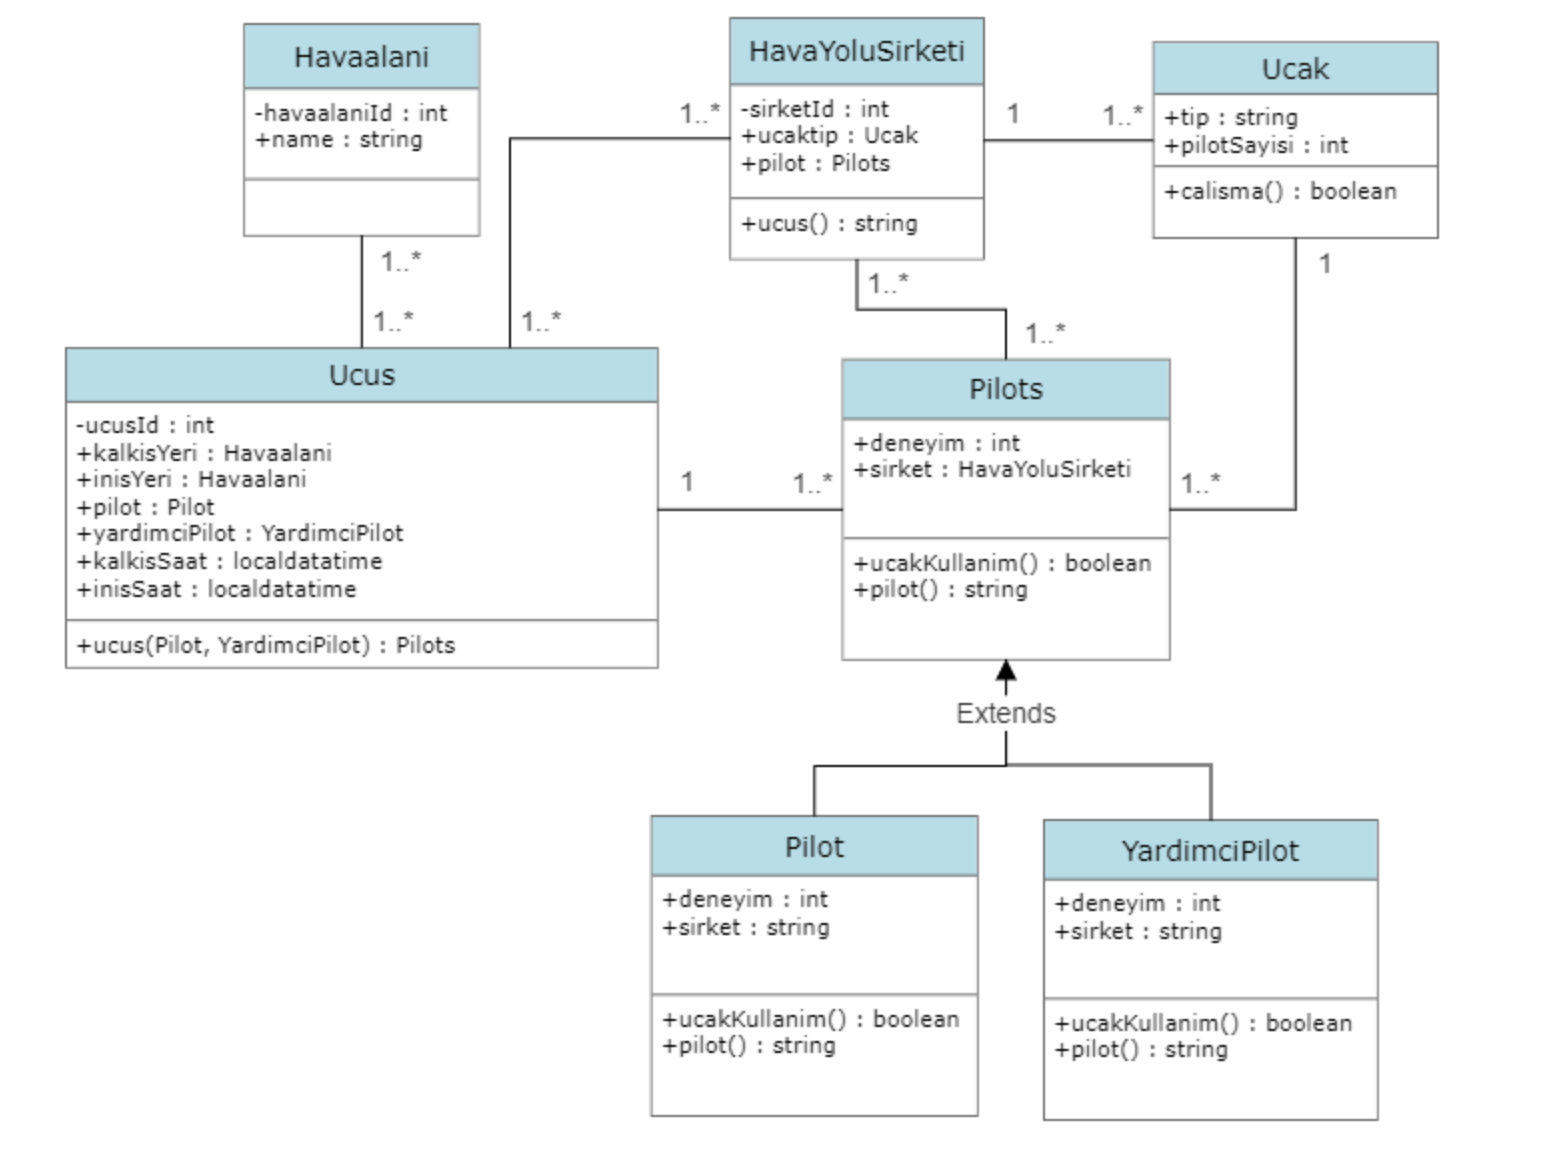 Havaalani
-havaalaniId : int
+name : string
HavaYoluSirketi
-sirketId : int
+ucaktip : Ucak
+pilot : Pilots
+ucus() : string
Ucak
+tip : string
+pilotSayisi : int
+calisma() : boolean
1..*
1
1..*
1..*
1..*
1..*
1..*
1..*
1
Ucus
-ucusId : int
+kalkisYeri : Havaalani
+inisYeri : Havaalani
+pilot : Pilot
+yardimciPilot : YardimciPilot
+kalkisSaat : localdatatime
+inisSaat : localdatatime
+ucus(Pilot, YardimciPilot) : Pilots
1
1..*
Pilots
+deneyim : int
+sirket : HavaYoluSirketi
+ucakKullanim() : boolean
+pilot() : string
1..*
Extends
Pilot
+deneyim : int
+sirket : string
+ucakKullanim() : boolean
+pilot() : string
YardimciPilot
+deneyim : int
+sirket : string
+ucakKullanim() : boolean
+pilot() : string